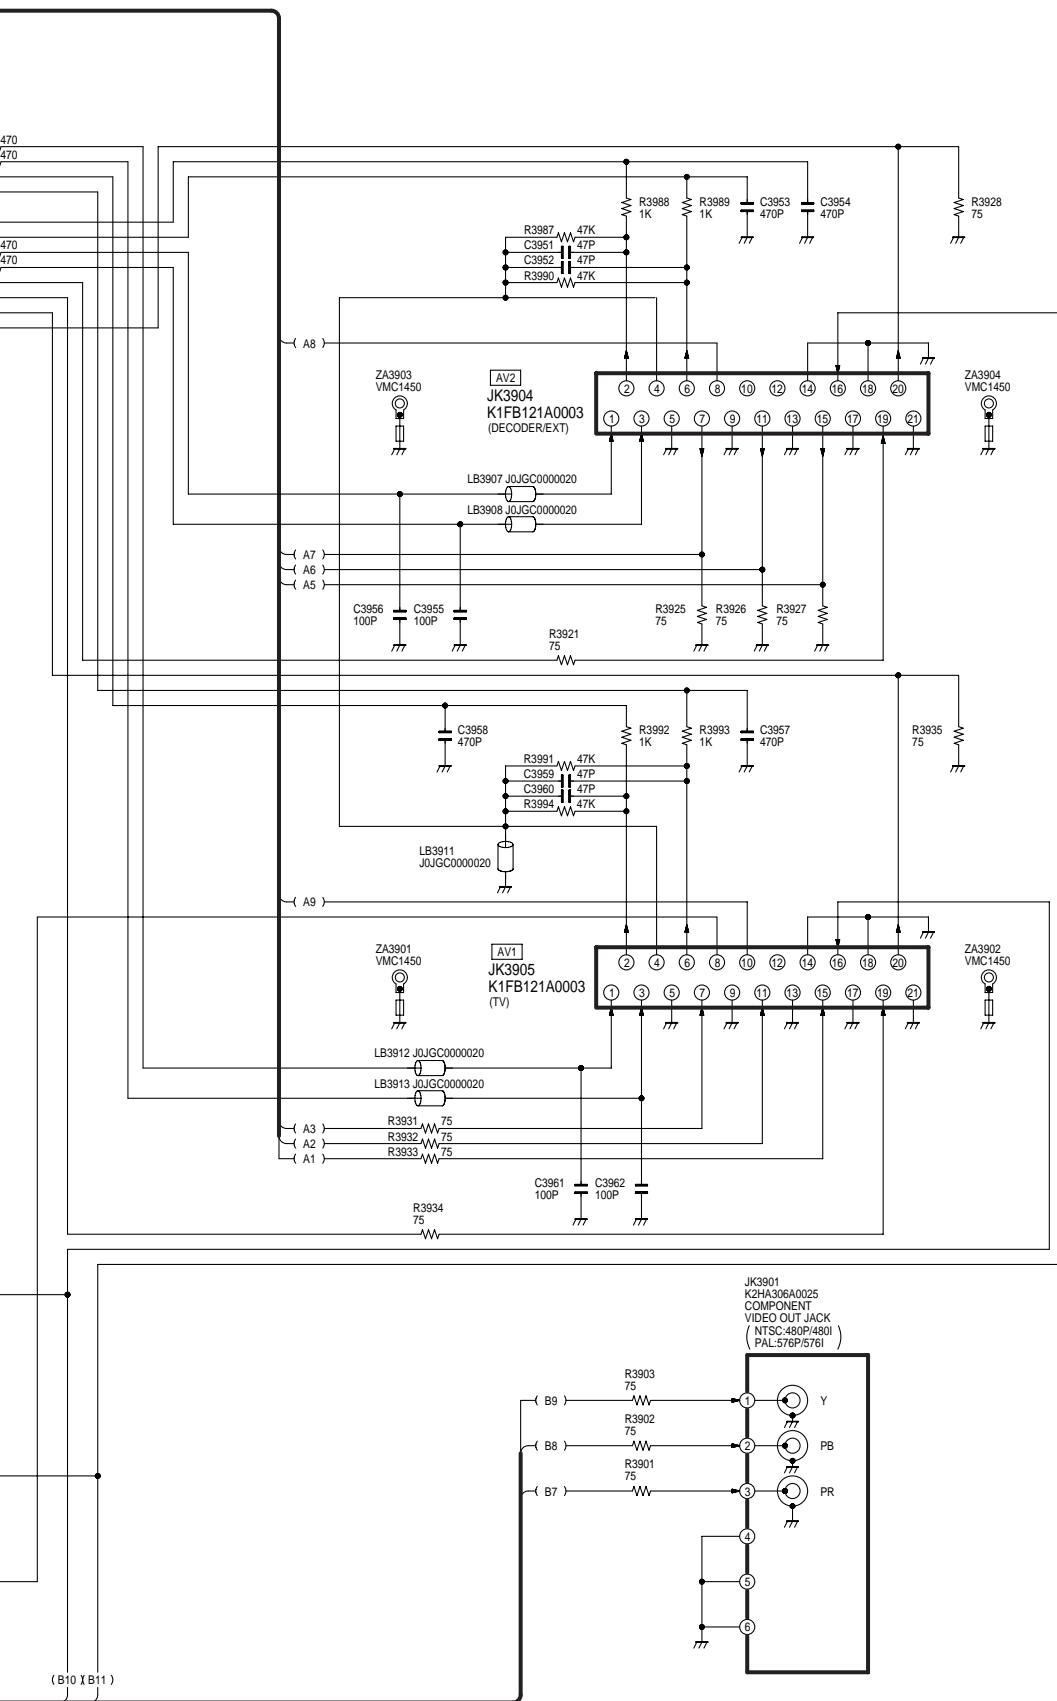 470
470
470
470
R3988
1K
R3989
1K
C3953
470P
C3954
470P
R3928
75
R3987 47K
C3951 47P
C3952 47P
R3990 47K
( A8 )
ZA3903
VMC1450
AV2
JK3904
K1FB121A0003
(DECODER/EXT)
2 4 6 8 10 12 14 16 18 20
1 3 5 7 9 11 13 15 17 19 21
ZA3904
VMC1450
LB3907 J0JGC0000020
LB3908 J0JGC0000020
( A7 )
( A6 )
( A5 )
C3956
100P
C3955
100P
R3925
75
R3926
75
R3927
75
R3921
75
C3958
470P
R3992
1K
R3993
1K
C3957
470P
R3935
75
R3991 47K
C3959 47P
C3960 47P
R3994 47K
LB3911
J0JGC0000020
( A9 )
ZA3901
VMC1450
AV1
JK3905
K1FB121A0003
(TV)
2 4 6 8 10 12 14 16 18 20
1 3 5 7 9 11 13 15 17 19 21
ZA3902
VMC1450
LB3912 J0JGC0000020
LB3913 J0JGC0000020
( A3 ) R3931 75
( A2 ) R3932 75
( A1 ) R3933 75
C3961
100P
C3962
100P
R3934
75
JK3901
K2HA306A0025
COMPONENT
VIDEO OUT JACK
( NTSC:480P/480I
PAL:576P/576I )
R3903
75
( B9 ) 1 Y
R3902
75
( B8 ) 2 PB
R3901
75
( B7 ) 3 PR
4
5
6
( B10 )( B11 )